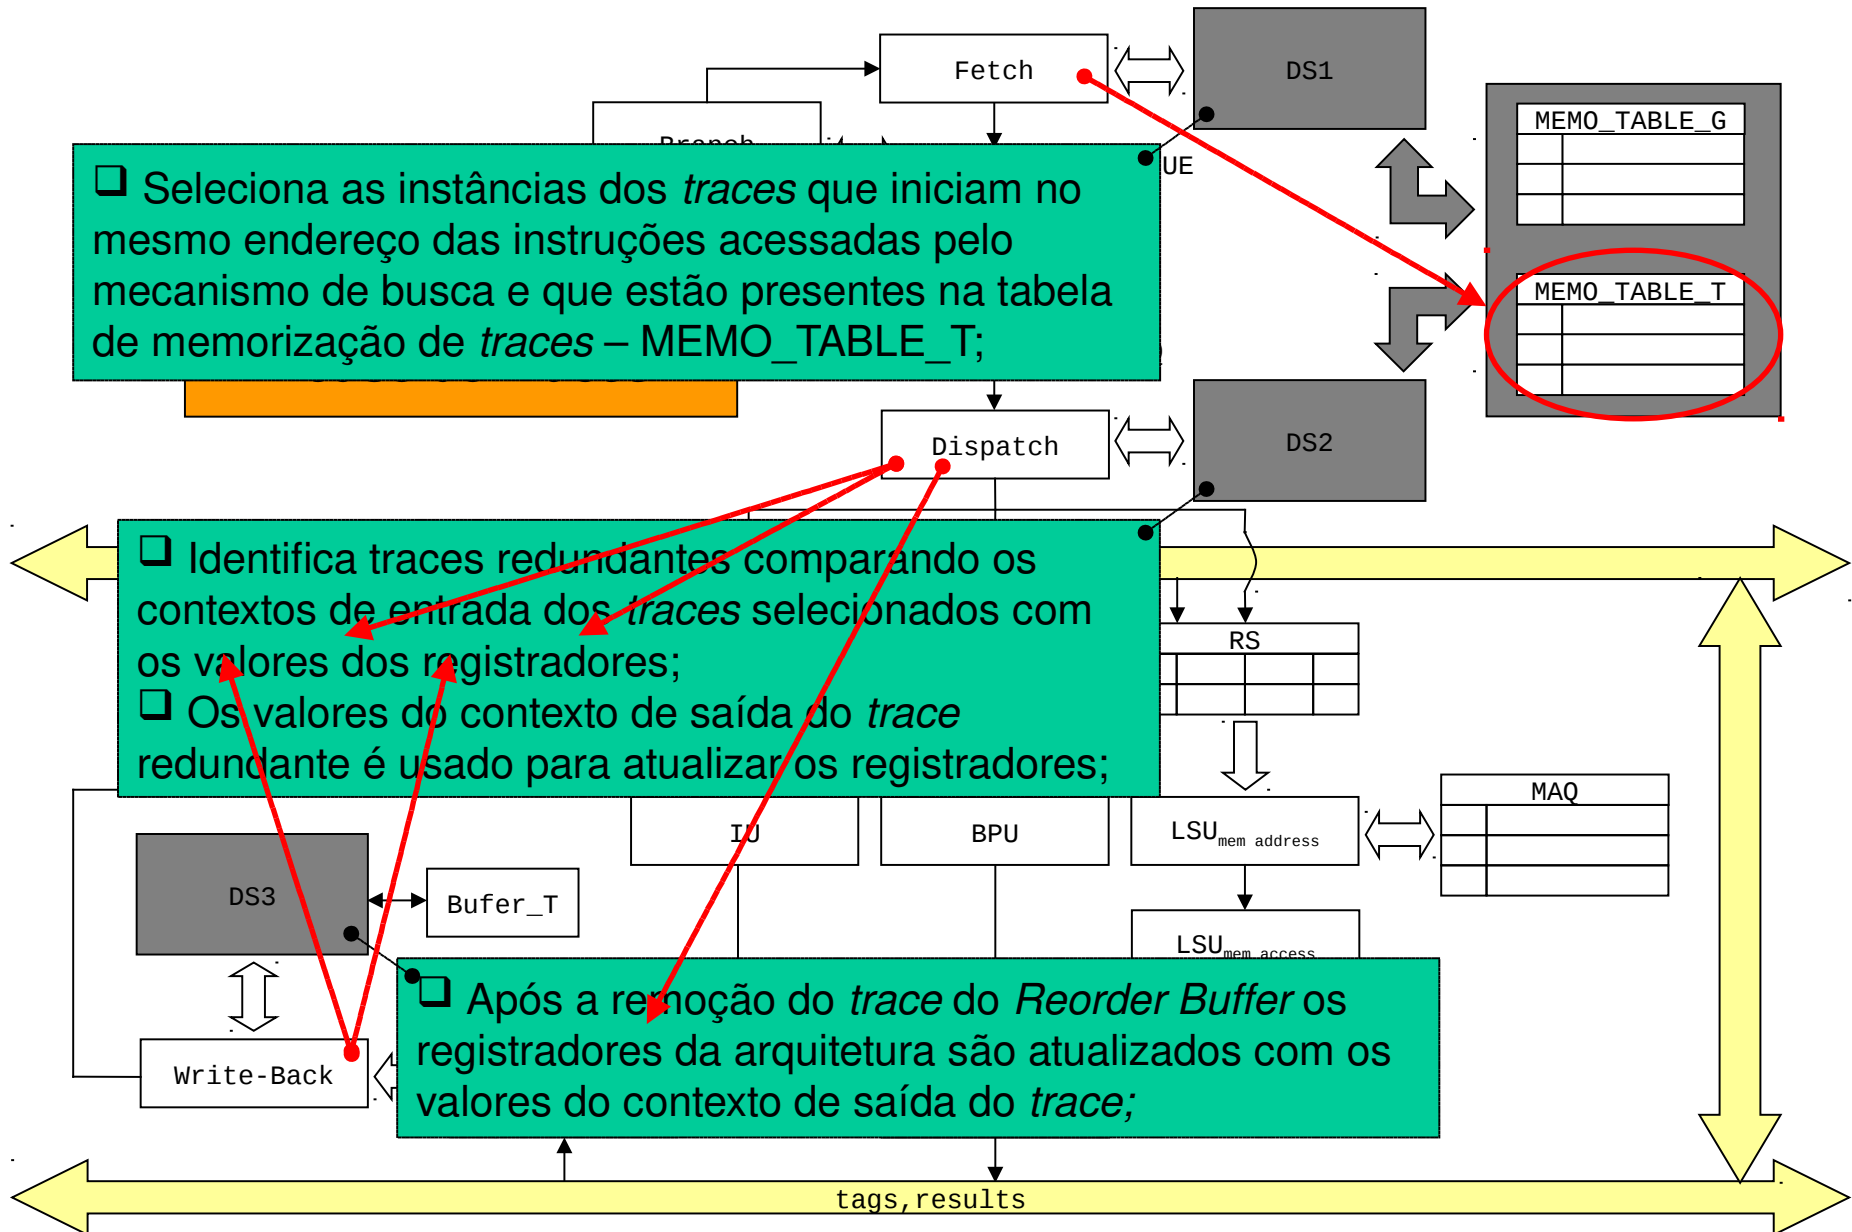 Fetch
DS1
MEMO_TABLE_G
UE
❑ Seleciona as instâncias dos traces que iniciam no
mesmo endereço das instruções acessadas pelo
mecanismo de busca e que estão presentes na tabela
de memorização de traces – MEMO_TABLE_T;
MEMO_TABLE_T
Dispatch
DS2
❑ Identifica traces redundantes comparando os
contextos de entrada dos traces selecionados com
os valores dos registradores;
❑ Os valores do contexto de saída do trace
redundante é usado para atualizar os registradores;
RS
MAQ
IU
BPU
LSU mem address
DS3
Bufer_T
LSU mem access
❑ Após a remoção do trace do Reorder Buffer os
registradores da arquitetura são atualizados com os
valores do contexto de saída do trace;
Write-Back
tags,results